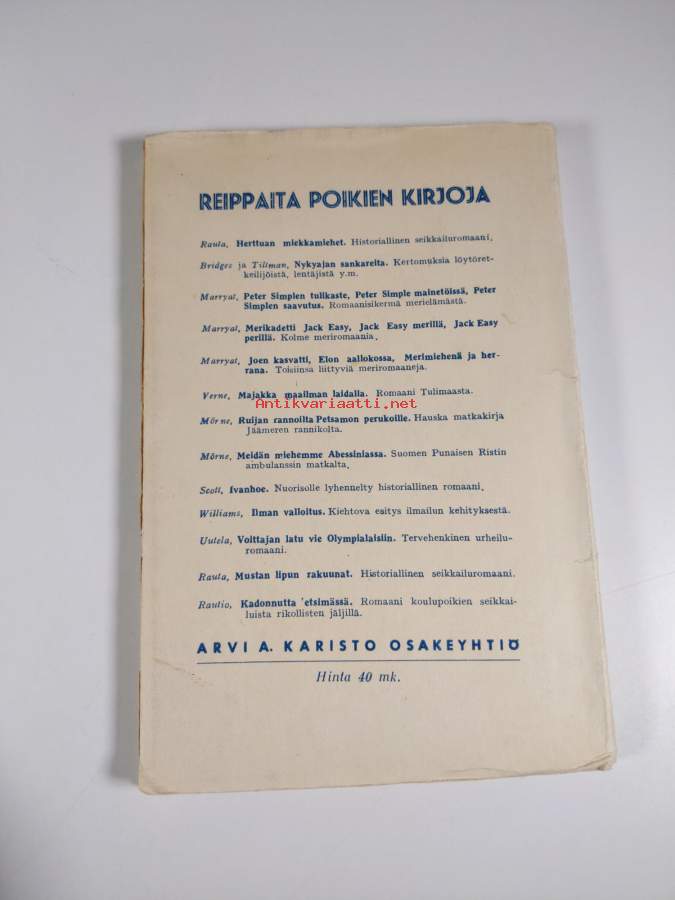 REIPPAITA POIKIEN KIRJOJA
Rauta, Herttuan miekkamiehet. Historiallinen seikkailuromaani.
Bridges ja Tiltman, Nykyajan sankareita. Kertomuksia löytöret-
keilijöistä, lentäjistä y.m.
Marryat, Peter Simplen tulikaste, Peter Simple mainetöissä, Peter
Simplen saavutus. Romaanisikermä merielämästä.
Marryat, Merikadetti Jack Easy, Jack Easy merillä, Jack Easy
perillä. Kolme meriromaania.
Marryat, Joen kasvatti, Elon aallokossa, Merimiehenä ja her-
rana. Toisiinsa liittyviä meriromaaneja.
Verne, Majakka maailman laidalla. Romaani Tulimaasta.
Antikvariaatti.net
Mörne, Ruijan rannoilta Petsamon perukoille. Hauska matkakirja
Jäämeren rannikolta.
Mörne, Meidän miehemme Abessiniassa. Suomen Punaisen Ristin
ambulanssin matkalta.
Scott, Ivanhoe. Nuorisolle lyhennelty historiallinen romaani.
Williams, Ilman valloitus. Kiehtova esitys ilmailun kehityksestä.
Uutela, Voittajan latu vie Olympialaisiin. Tervehenkinen urheilu-
romaani.
Rauta, Mustan lipun rakuunat. Historiallinen seikkailuromaani.
Rautio, Kadonnutta etsimässä. Romaani koulupoikien seikkai-
luista rikollisten jäljillä.
ARVI A. KARISTO OSAKEYHTIÖ
Hinta 40 mk.